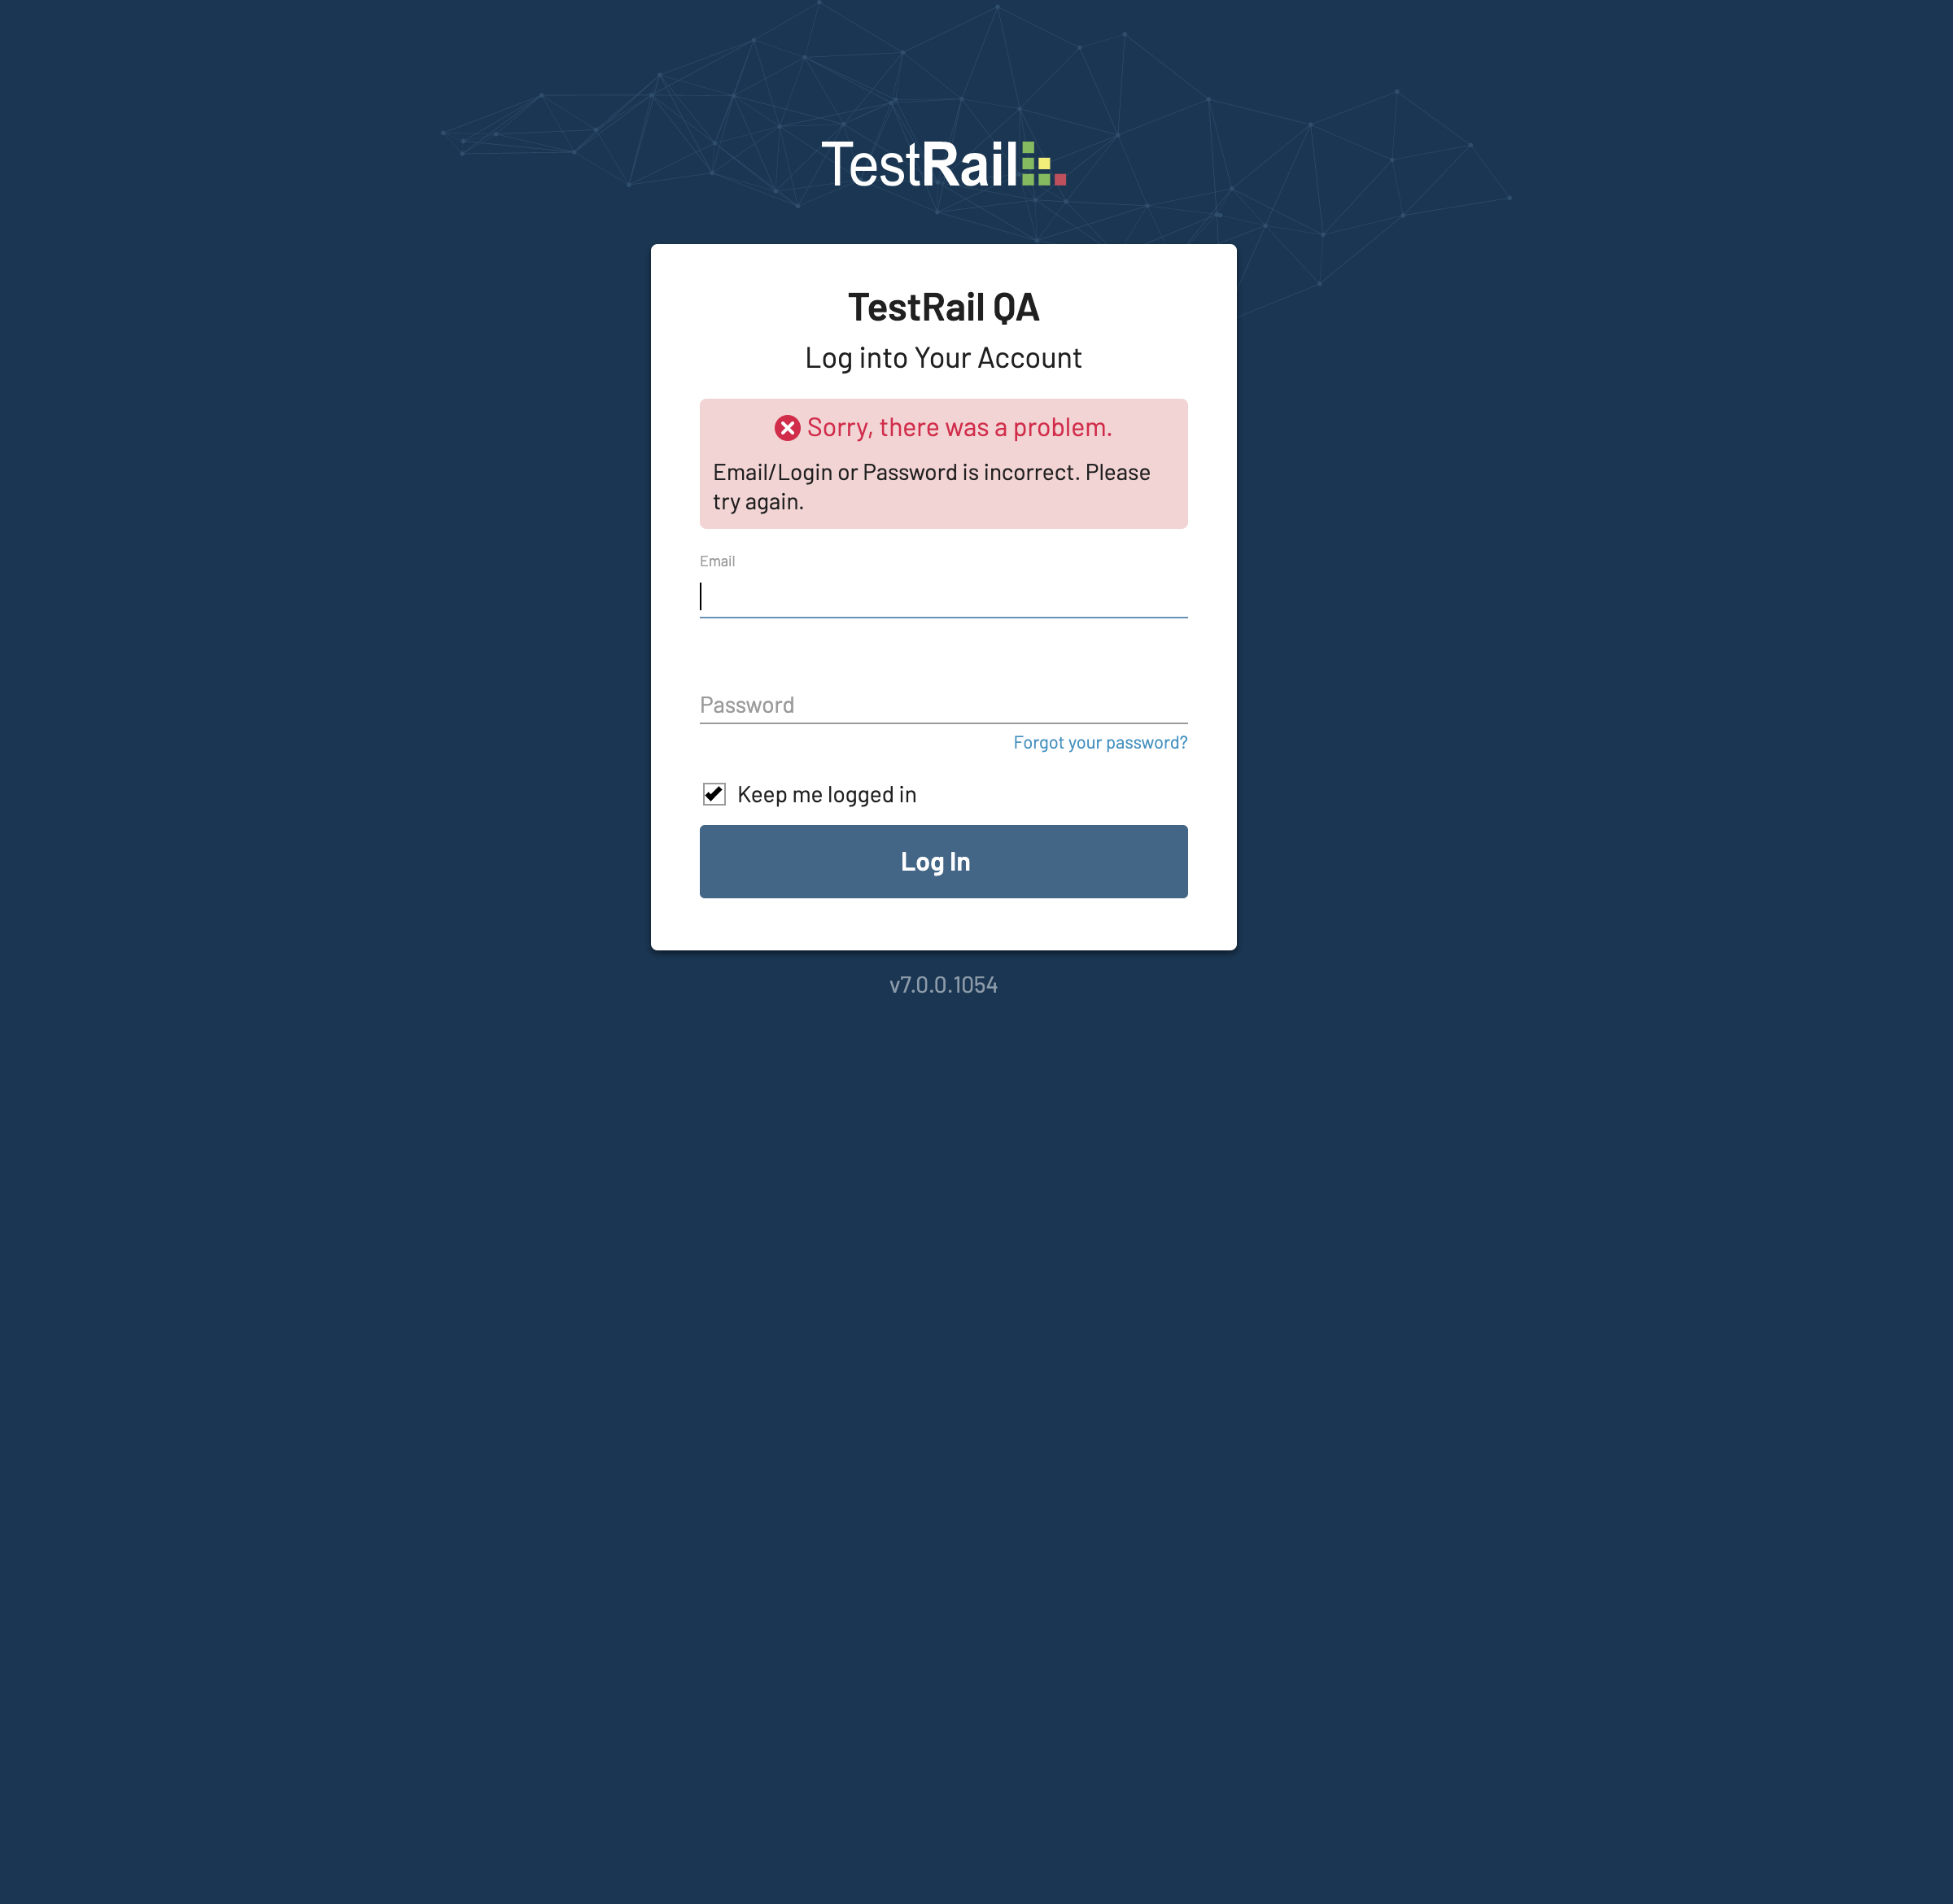 TestRail
TestRail QA
Log into Your Account
Sorry, there was a problem.
Email/Login or Password is incorrect. Please
try again.
Email
Password
Forgot your password?
Keep me logged in
Log In
v7.0.0.1054